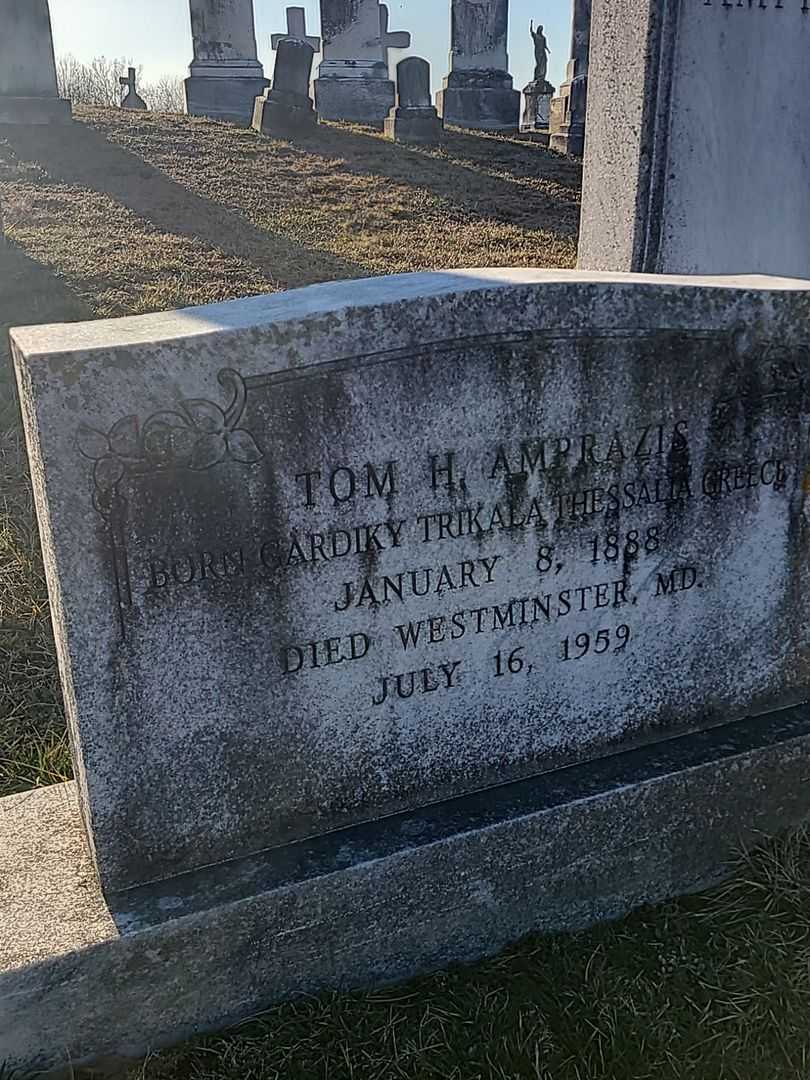 TOM H. AMPRAZIS
BORN GARDIKY TRIKALA THESSALIA GREECE
JANUARY 8, 1888
DIED WESTMINSTER, MD.
JULY 16, 1959